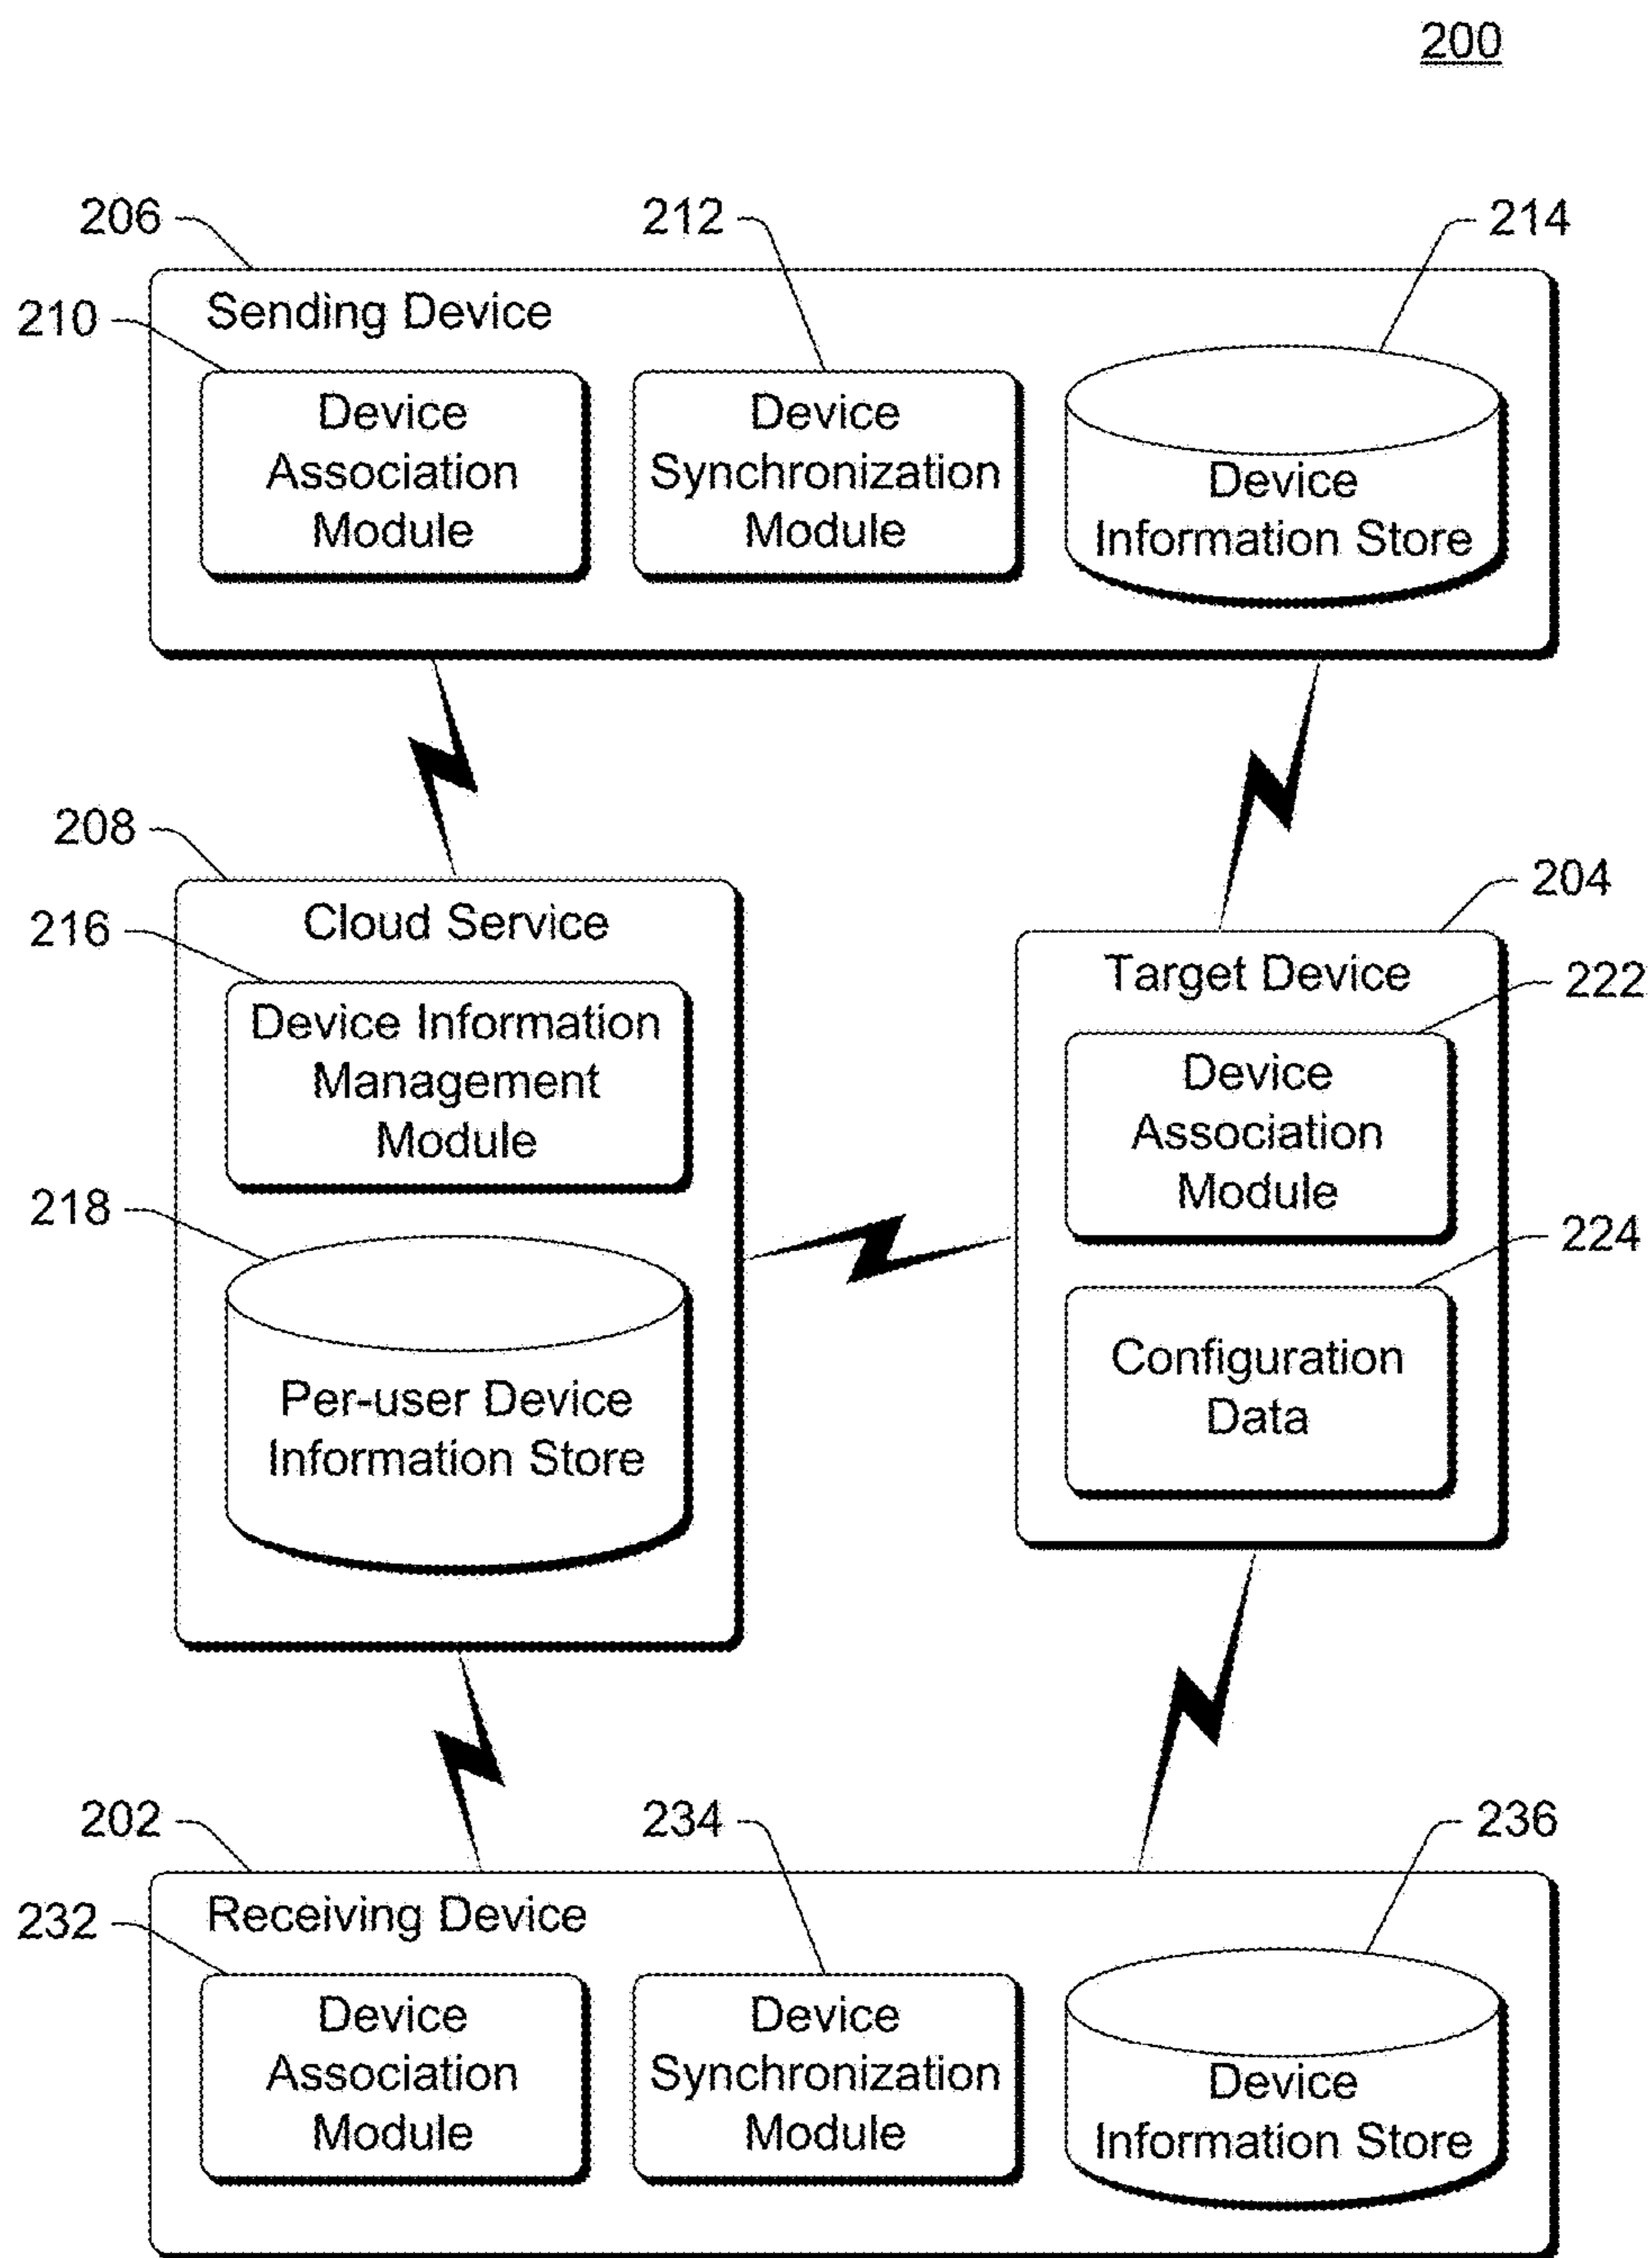 200
206
212
214
210
Sending Device
Device
Association
Module
Device
Synchronization
Module
Device
Information Store
208
204
216
Cloud Service
Device Information
Management
Module
218
Per-user Device
Information Store
Target Device
222
Device
Association
Module
224
Configuration
Data
202
234
236
232
Receiving Device
Device
Association
Module
Device
Synchronization
Module
Device
Information Store